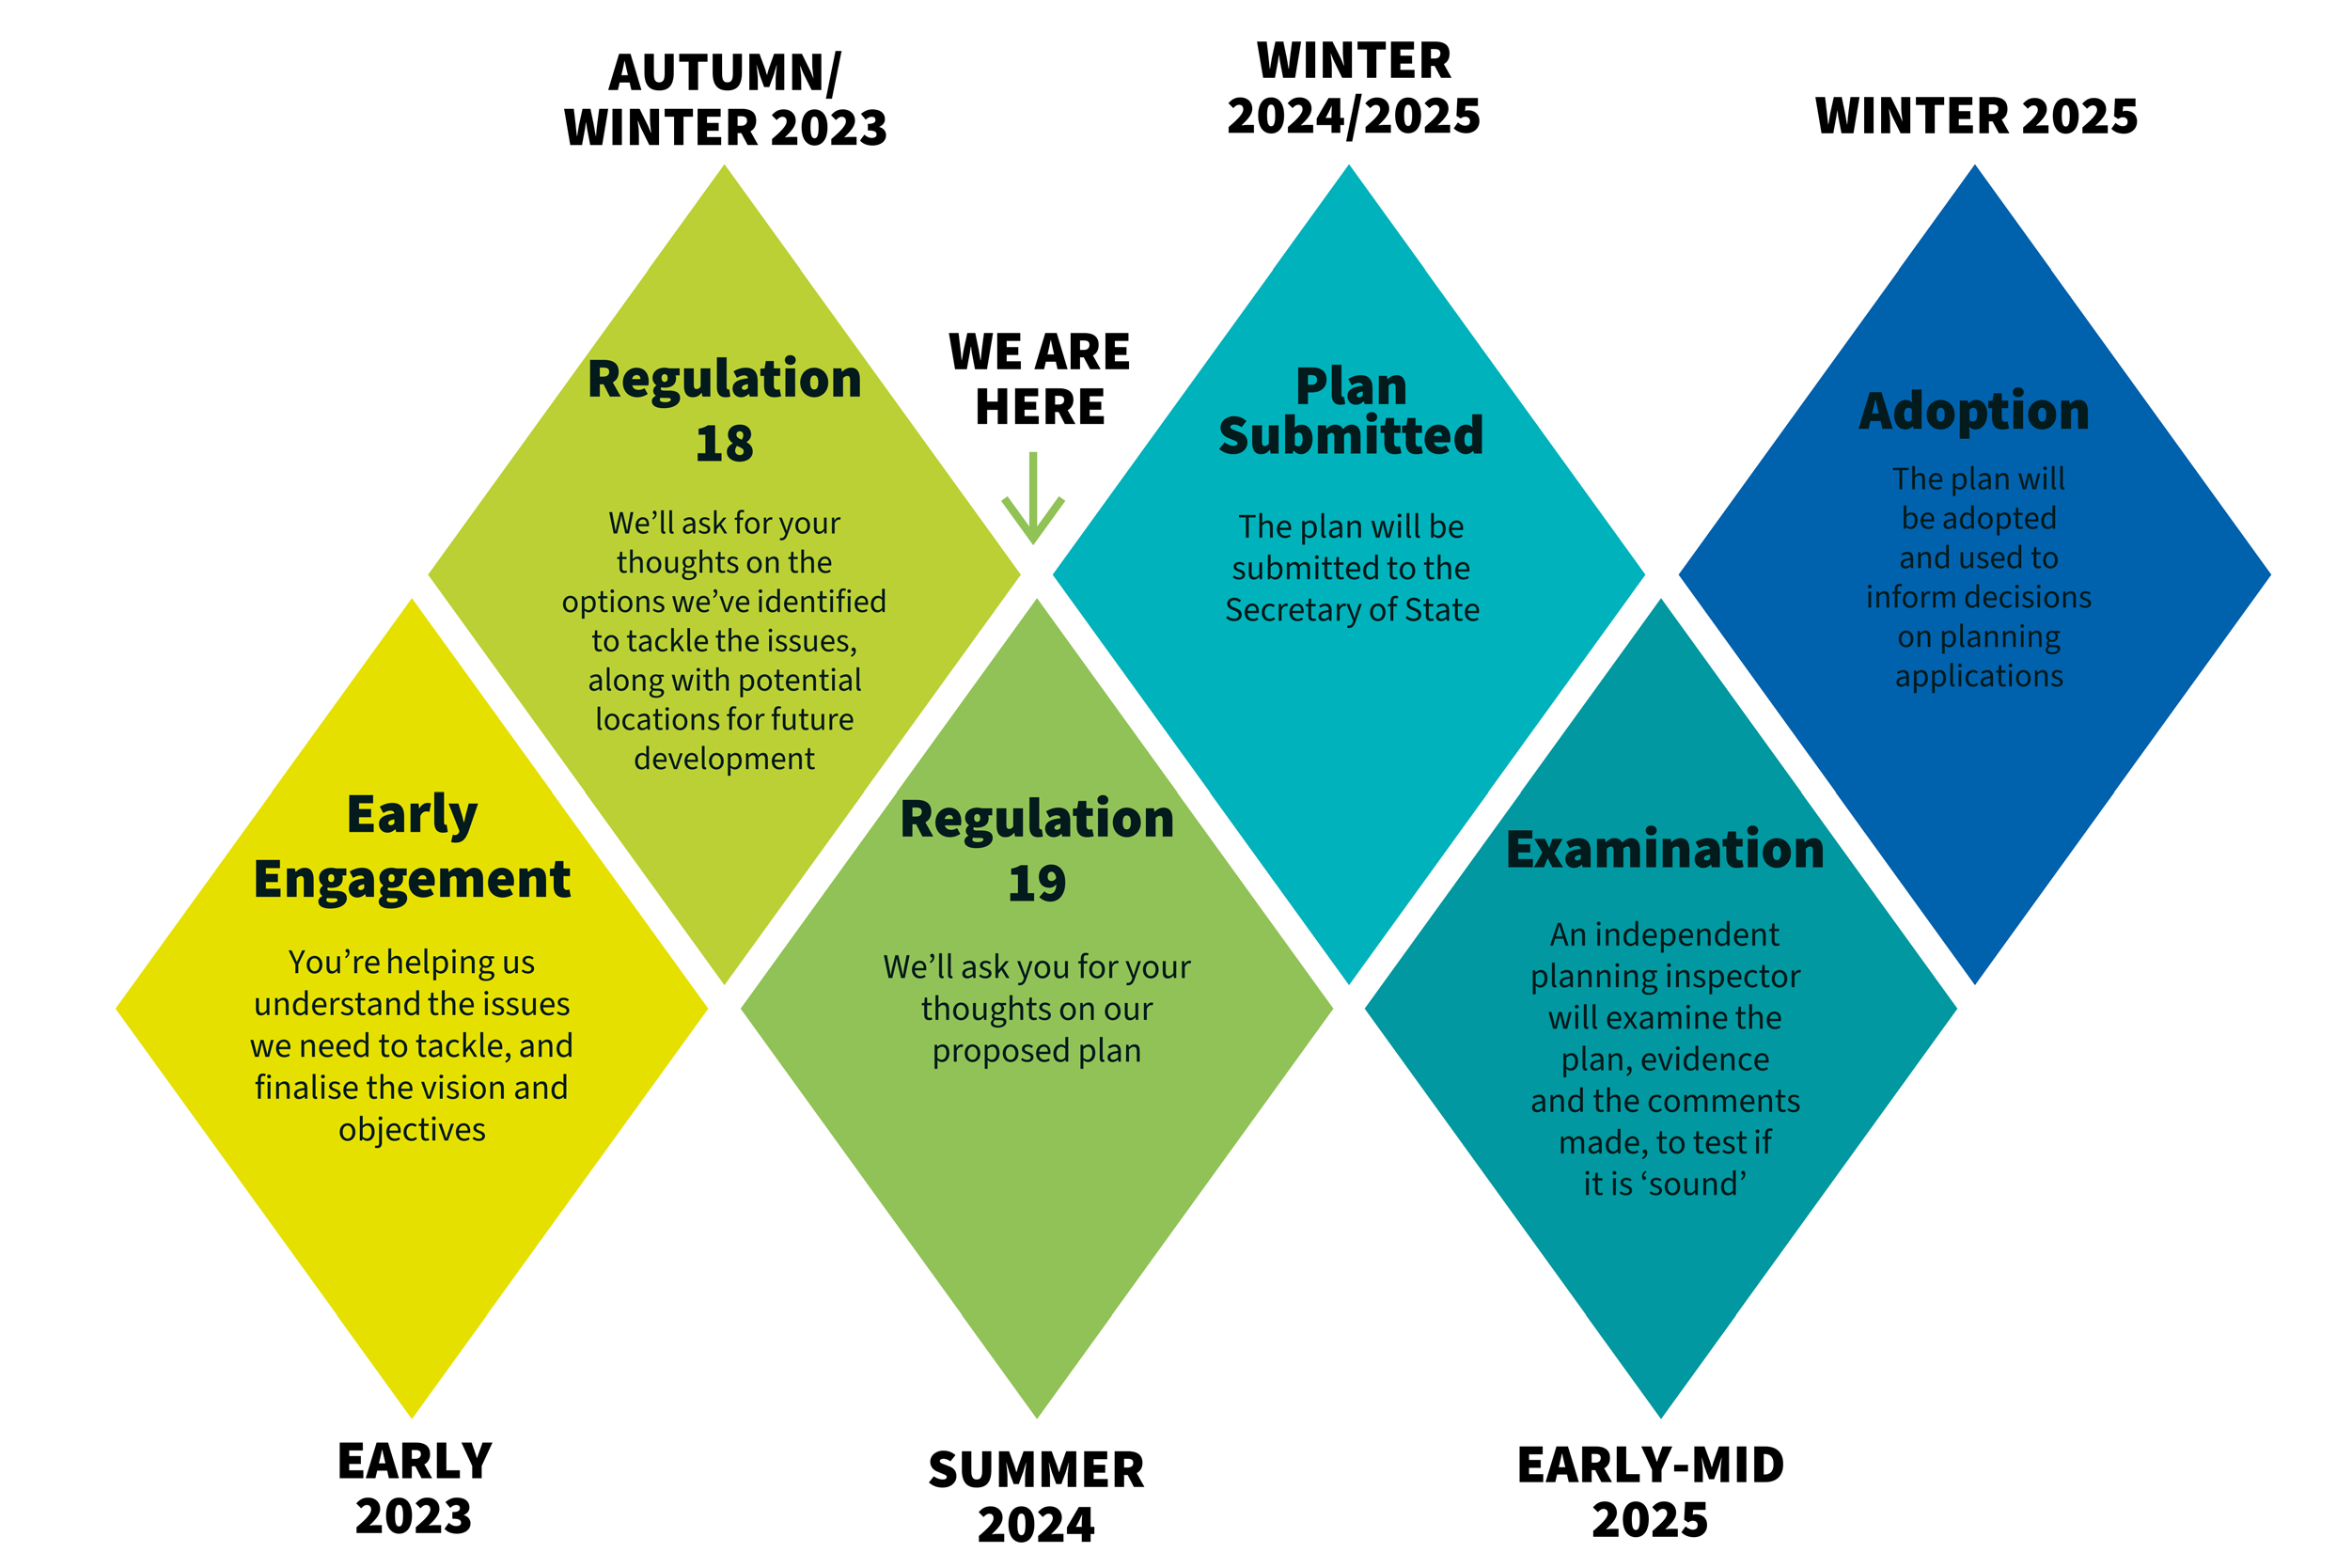 EARLY
2023
Early
Engagement
You’re helping us
understand the issues
we need to tackle, and
finalise the vision and
objectives
AUTUMN/
WINTER 2023
Regulation
18
We’ll ask for your
thoughts on the
options we’ve identified
to tackle the issues,
along with potential
locations for future
development
WE ARE
HERE
Regulation
19
We’ll ask you for your
thoughts on our
proposed plan
SUMMER
2024
WINTER
2024/2025
Plan
Submitted
The plan will be
submitted to the
Secretary of State
Examination
An independent
planning inspector
will examine the
plan, evidence
and the comments
made, to test if
it is ‘sound’
EARLY-MID
2025
WINTER 2025
Adoption
The plan will
be adopted
and used to
inform decisions
on planning
applications